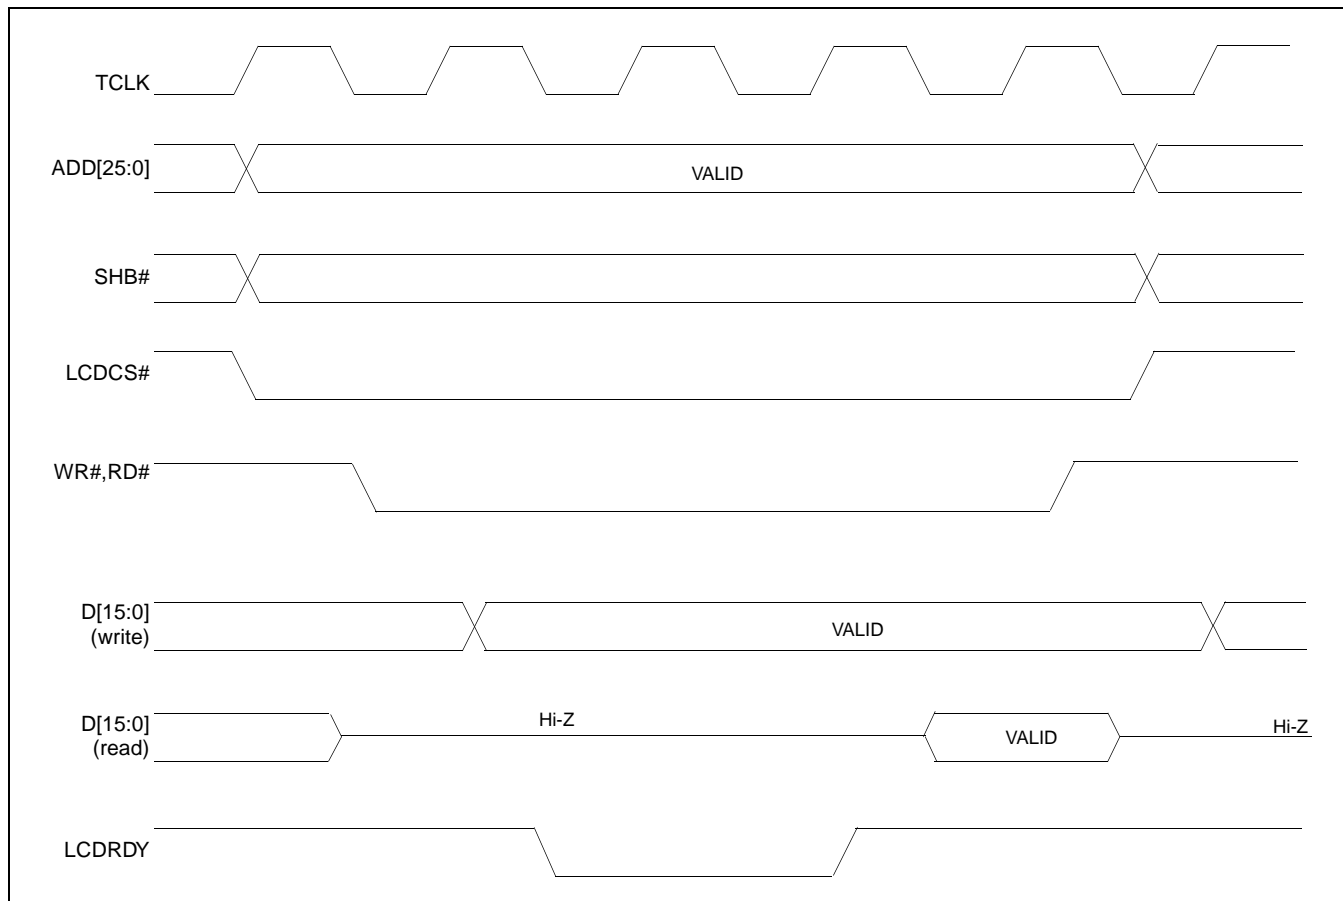 TCLK
ADD[25:0]
VALID
SHB#
LCDCS#
WR#,RD#
D[15:0]
(write)
VALID
D[15:0]
(read)
Hi-Z
VALID
Hi-Z
LCDRDY